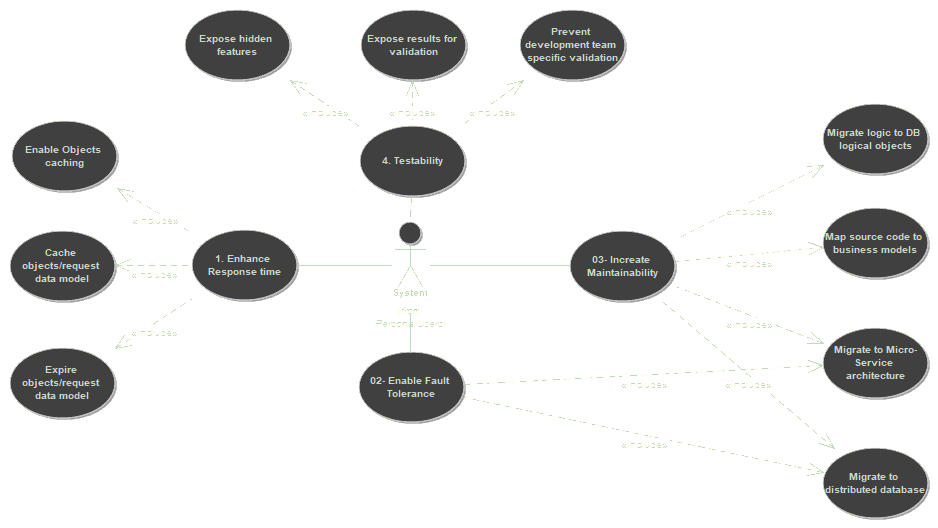 Expose hidden
features
Expose results for
validation
Prevent
development team
specific validation
«include»
«include»
«include»
4. Testability
Enable Objects
caching
Migrate logic to DB
logical objects
«include»
«include»
Cache
objects/request
data model
«include»
1. Enhance
Response time
03- Increate
Maintainability
Map source code to
business models
«include»
System
from
Personis Users
«include»
«include»
Expire
objects/request
data model
02- Enable Fault
Tolerance
Migrate to Micro-
Service
architecture
«include»
«include»
«include»
Migrate to
distributed database